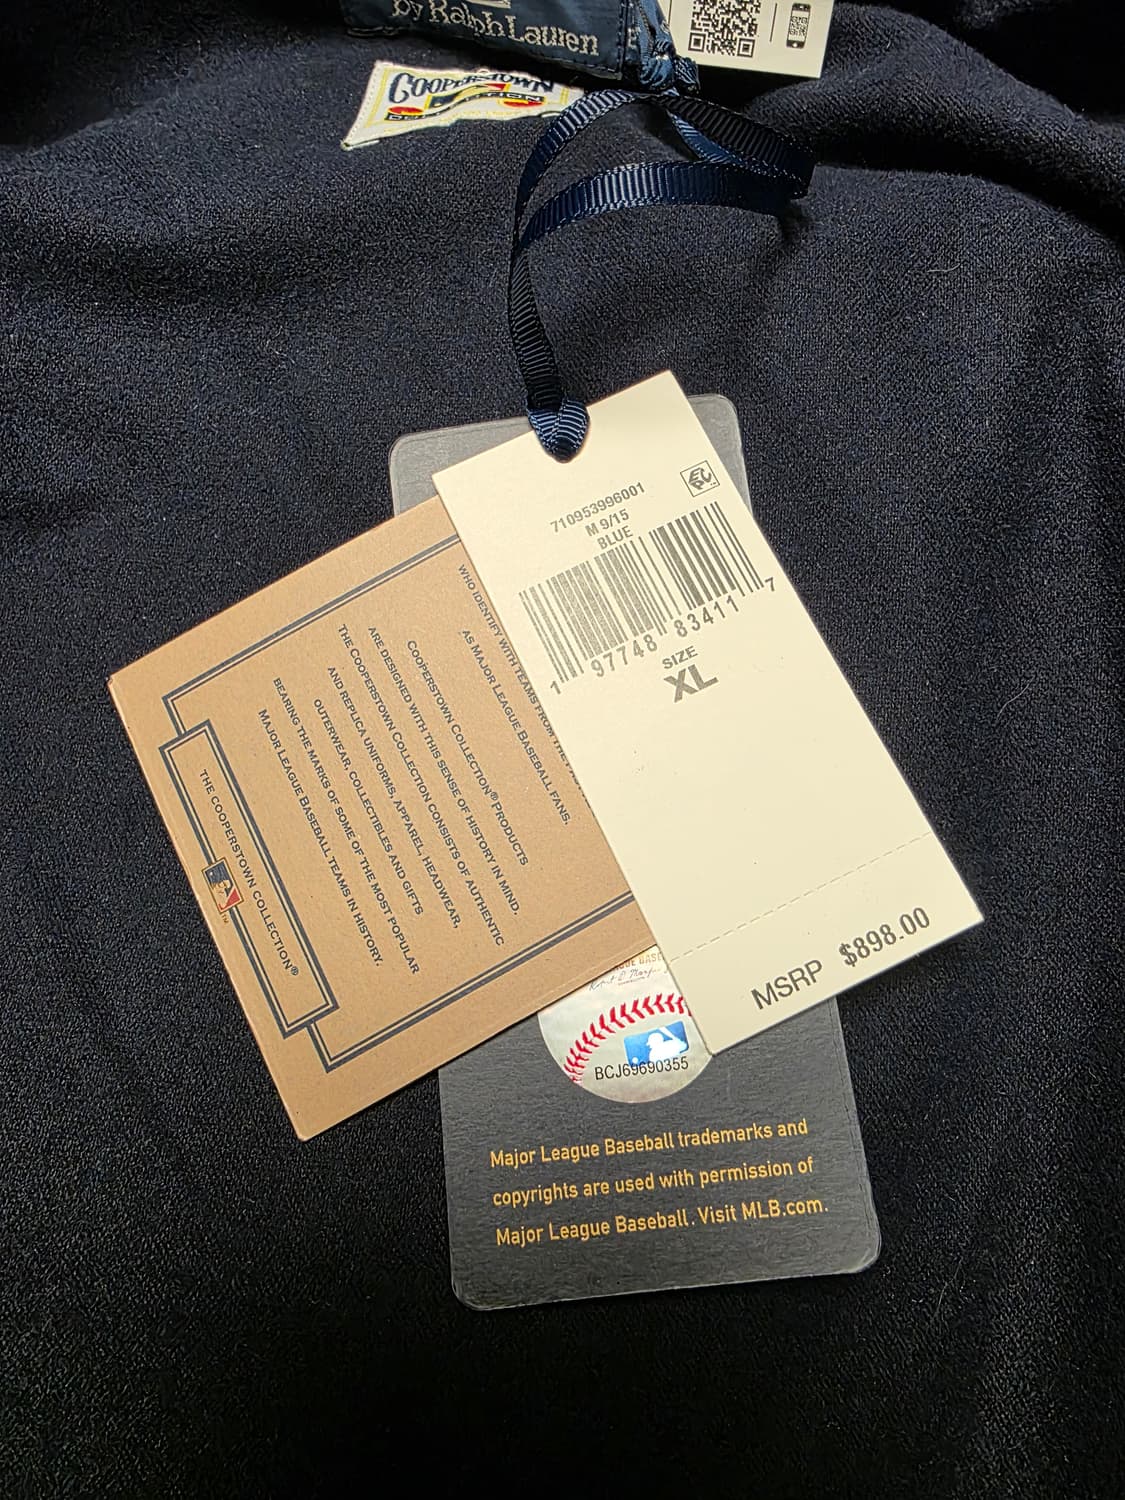 by Ralph Lauren
COOPERSTOWN
COLLECTION
710953996001
M 9/15
BLUE
1 97748 83411 7
SIZE
XL
MSRP $898.00
WHO IDENTIFY WITH TEAMS FROM THE
AS MAJOR LEAGUE BASEBALL FANS.
COOPERSTOWN COLLECTION® PRODUCTS
ARE DESIGNED WITH THIS SENSE OF HISTORY IN MIND.
THE COOPERSTOWN COLLECTION CONSISTS OF AUTHENTIC
AND REPLICA UNIFORMS, APPAREL, HEADWEAR,
OUTERWEAR, COLLECTIBLES AND GIFTS
BEARING THE MARKS OF SOME OF THE MOST POPULAR
MAJOR LEAGUE BASEBALL TEAMS IN HISTORY.
THE COOPERSTOWN COLLECTION®
BCJ69690355
Major League Baseball trademarks and
copyrights are used with permission of
Major League Baseball. Visit MLB.com.